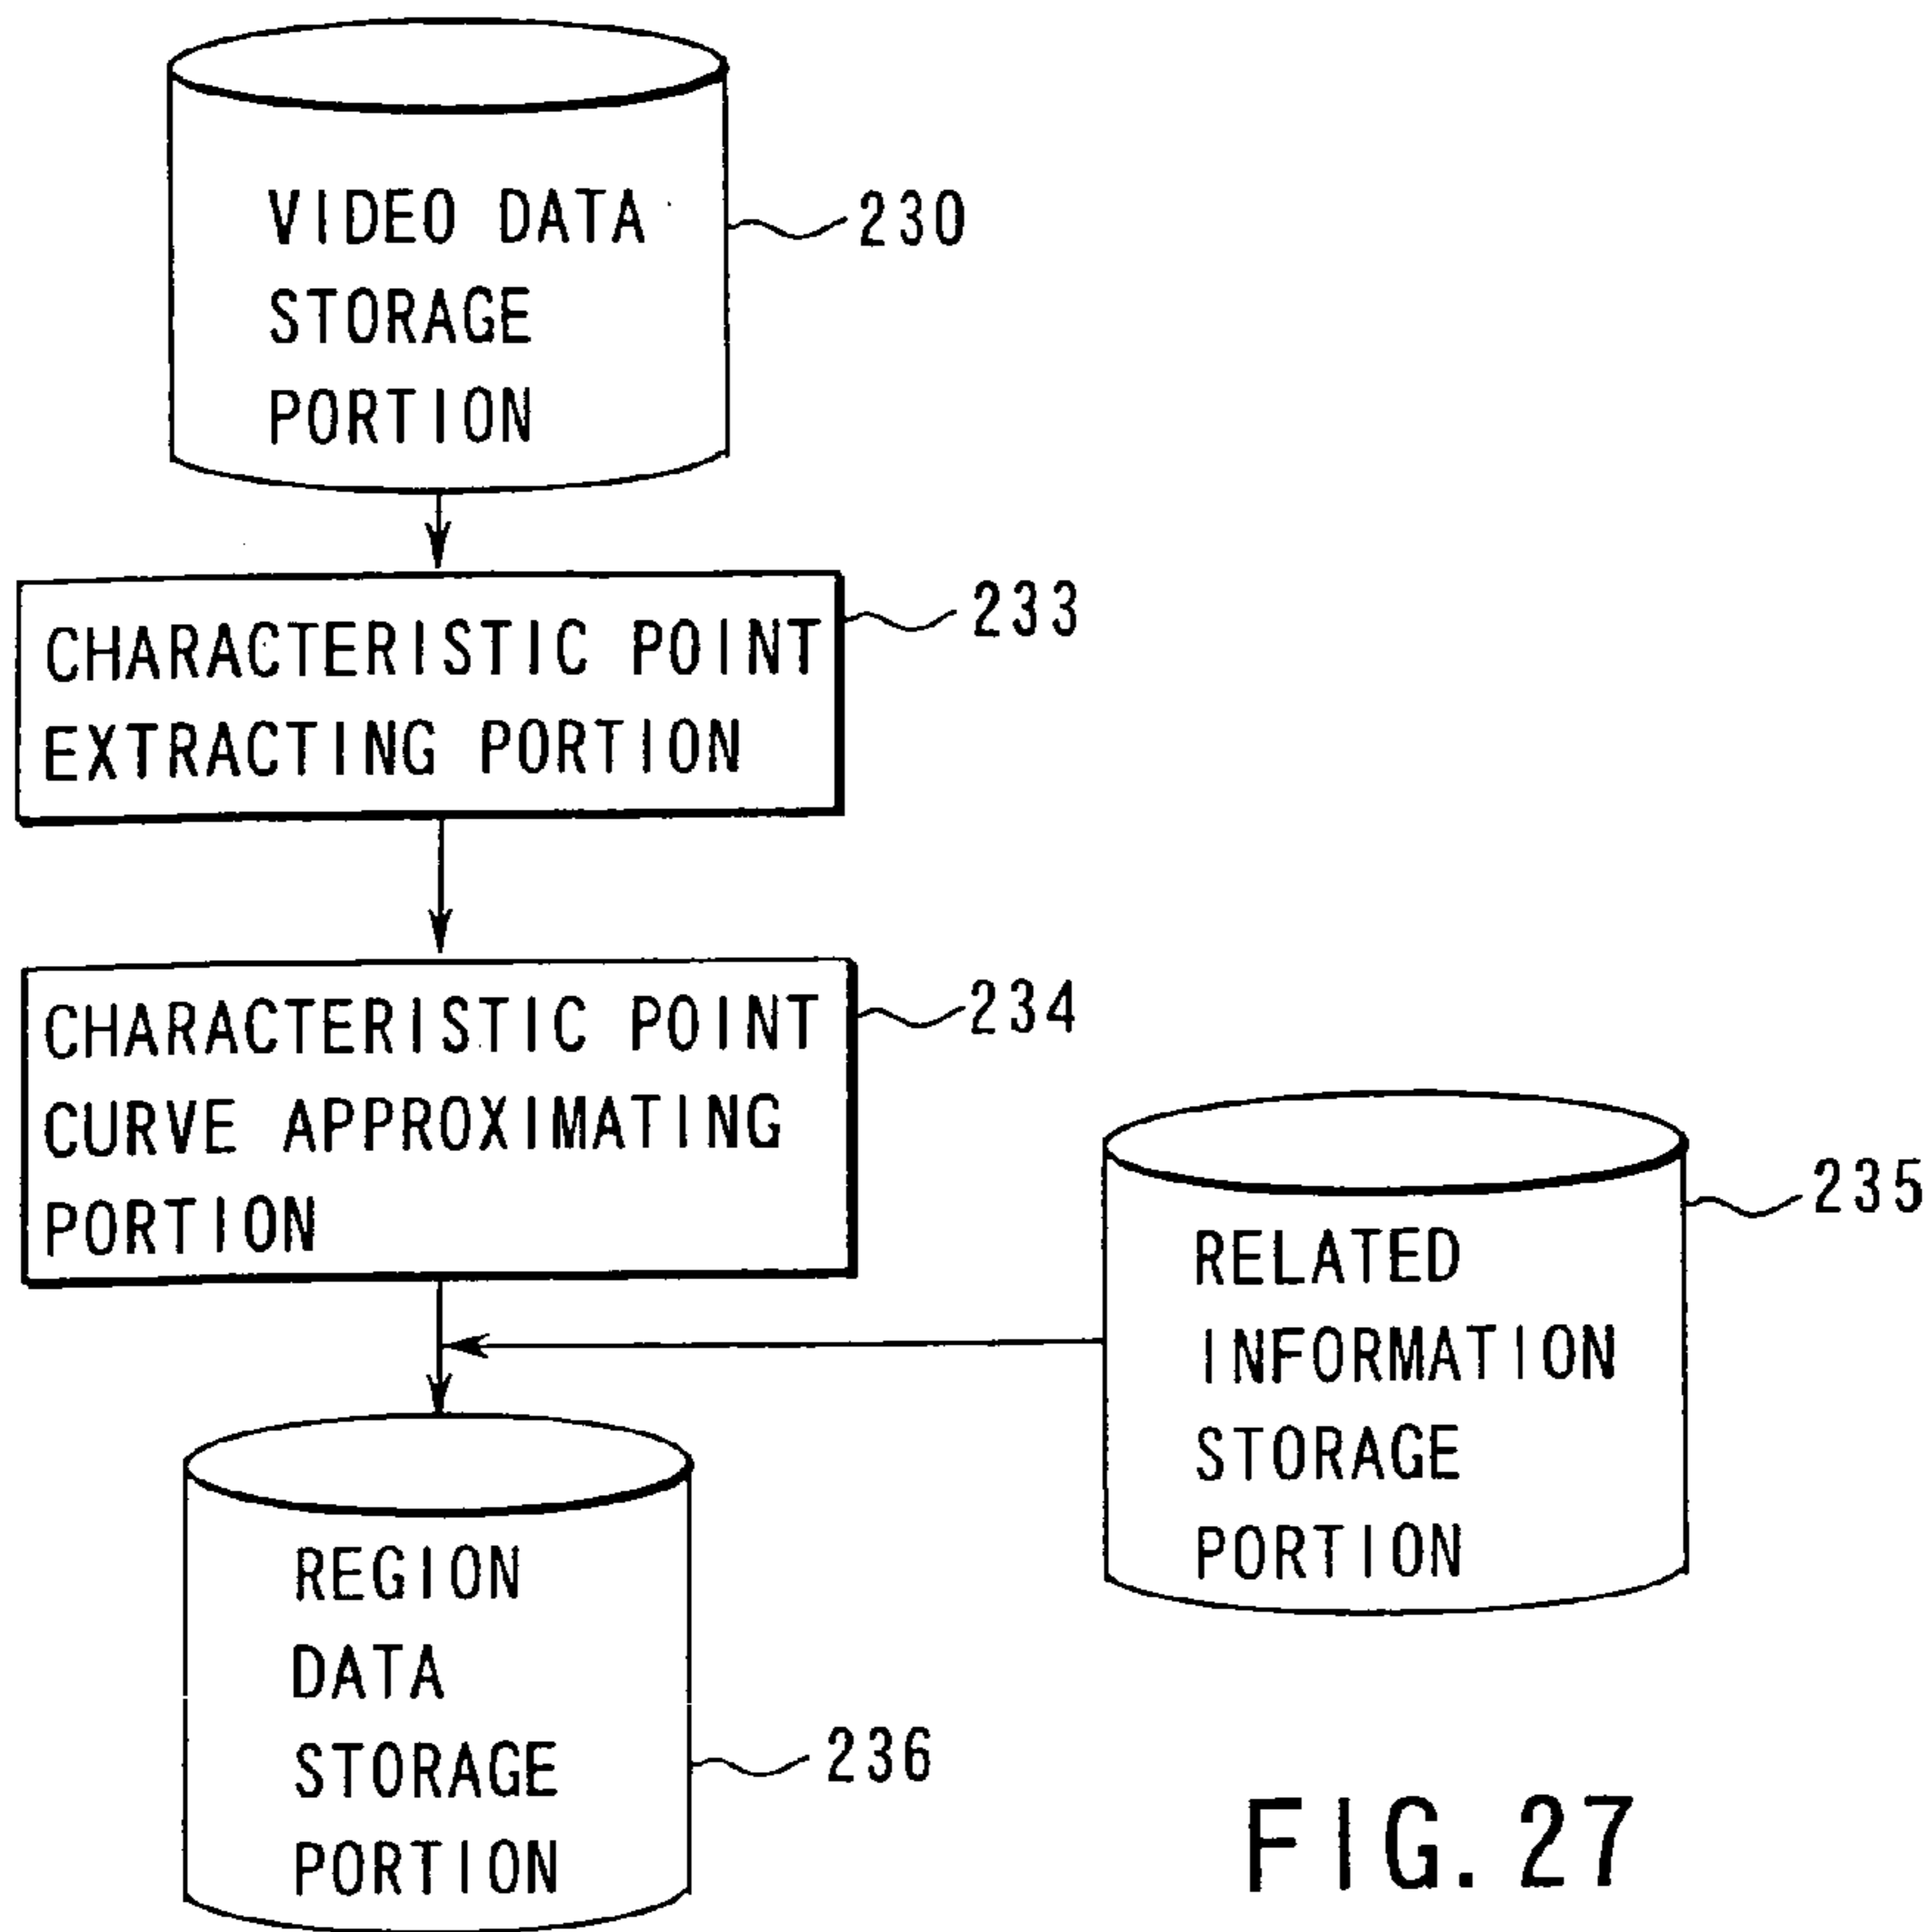 VIDEO DATA
STORAGE
PORTION
230
CHARACTERISTIC POINT
EXTRACTING PORTION
233
CHARACTERISTIC POINT
CURVE APPROXIMATING
PORTION
234
RELATED
INFORMATION
STORAGE
PORTION
235
REGION
DATA
STORAGE
PORTION
236
FIG. 27